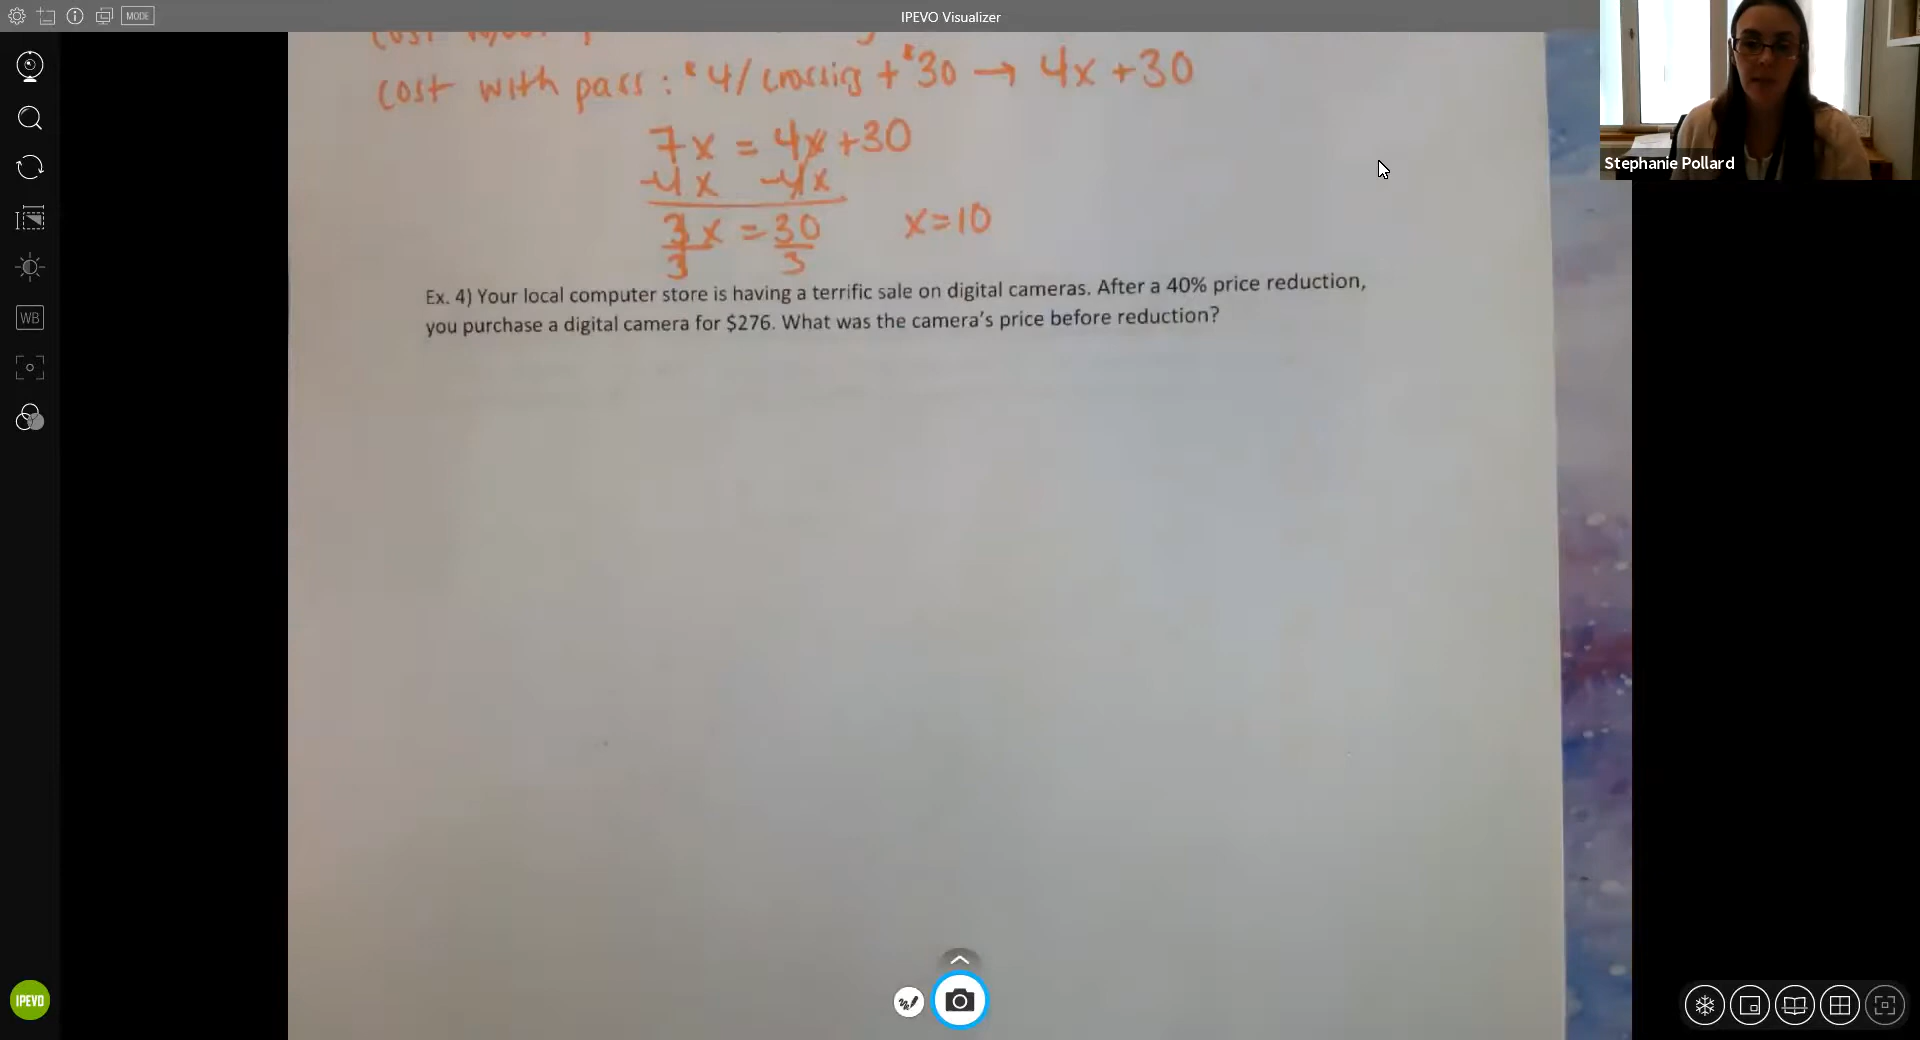 IPEVO Visualizer
MODE
cost with pass: $4/crossing + $30 → 4x + 30
7x = 4x + 30
-4x -4x
3x = 30 x = 10
3 3
Ex. 4) Your local computer store is having a terrific sale on digital cameras. After a 40% price reduction,
you purchase a digital camera for $276. What was the camera's price before reduction?
Stephanie Pollard
WB
IPEVO